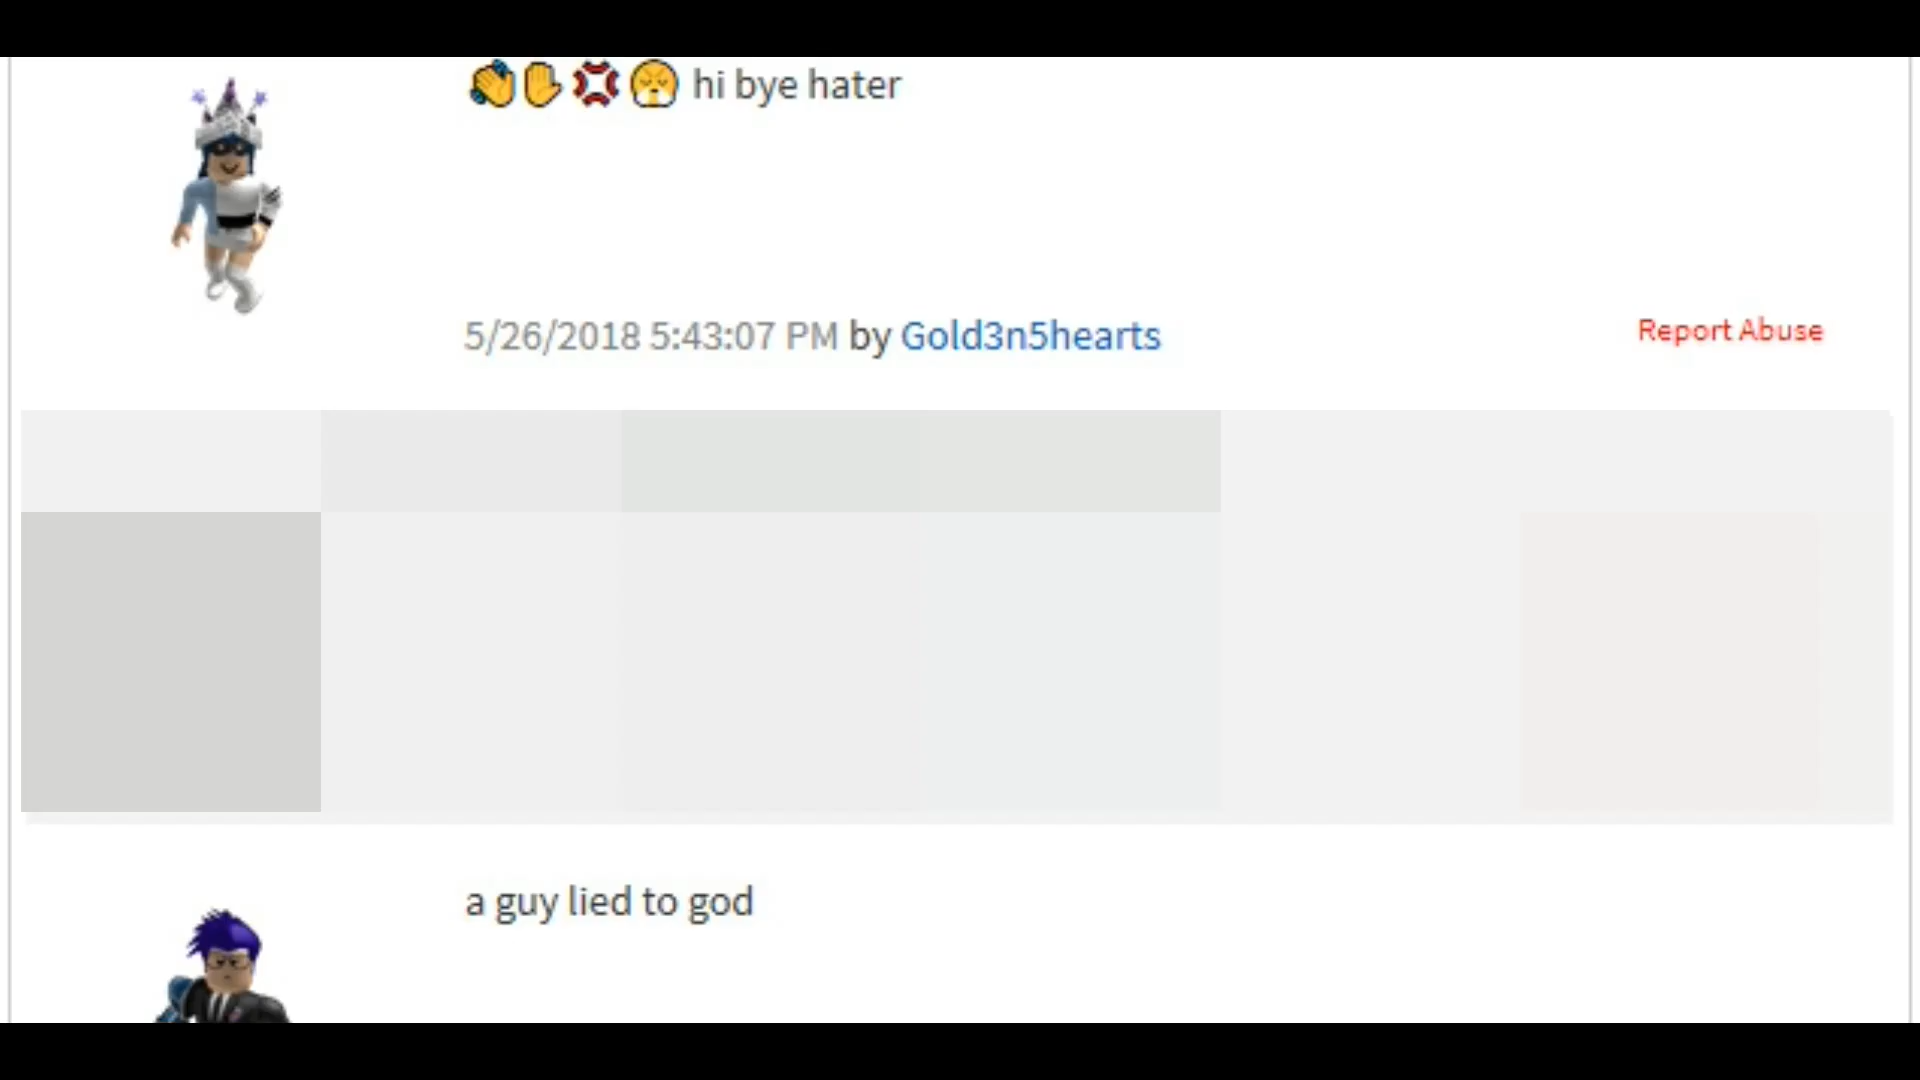 👏✋💢😤 hi bye hater
5/26/2018 5:43:07 PM by Gold3n5hearts
Report Abuse
a guy lied to god